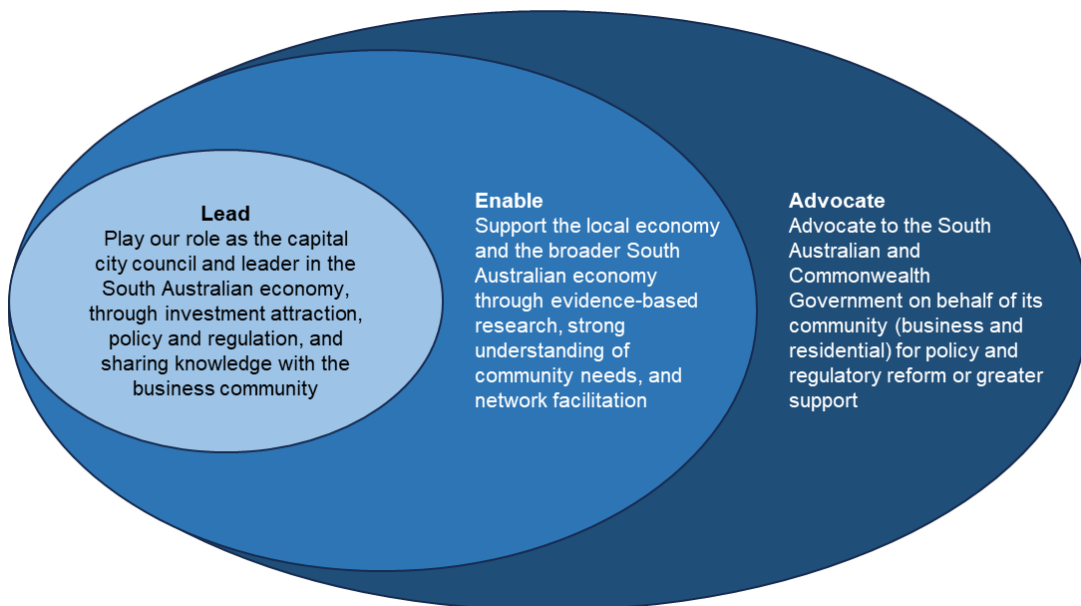 Lead
Play our role as the capital
city council and leader in the
South Australian economy,
through investment attraction,
policy and regulation, and
sharing knowledge with the
business community
Enable
Support the local economy
and the broader South
Australian economy
through evidence-based
research, strong
understanding of
community needs, and
network facilitation
Advocate
Advocate to the South
Australian and
Commonwealth
Government on behalf of its
community (business and
residential) for policy and
regulatory reform or greater
support